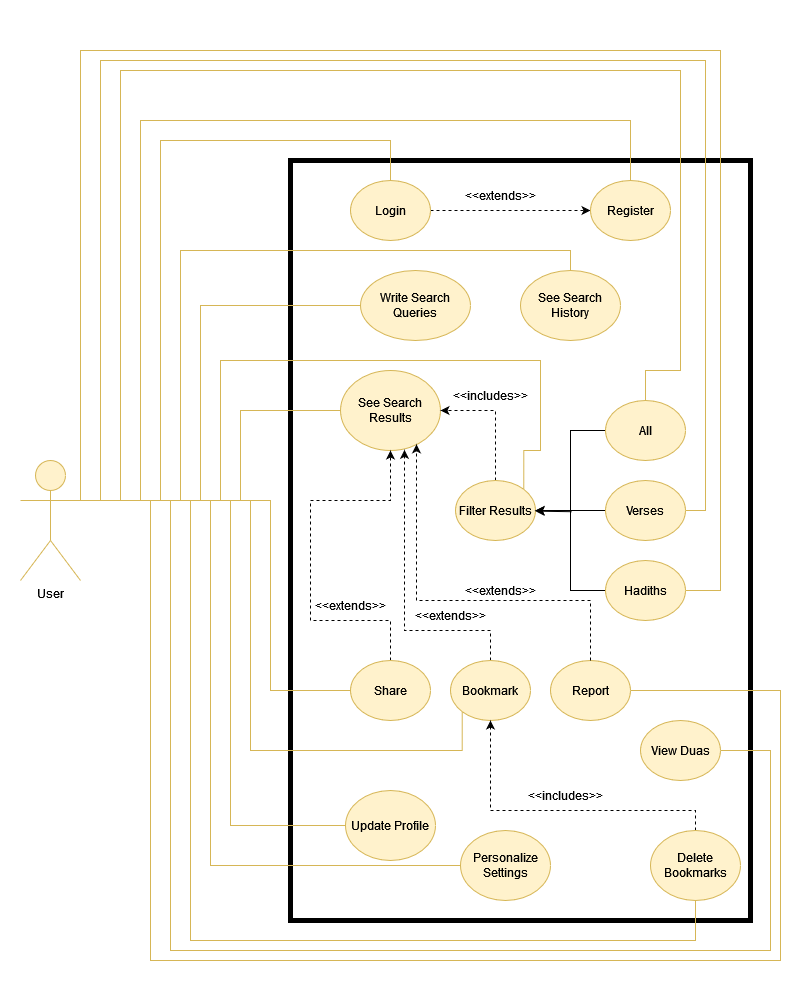 <<extends>>
Login
Register
Write Search
Queries
See Search
History
<<includes>>
See Search
Results
All
Filter Results
Verses
Hadiths
User
<<extends>>
<<extends>>
<<extends>>
Share
Bookmark
Report
View Duas
<<includes>>
Update Profile
Personalize
Settings
Delete
Bookmarks